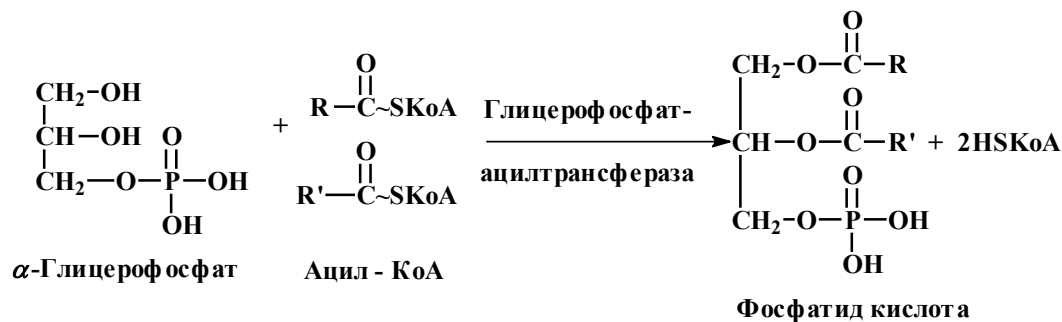 CH₂–OH
CH–OH
CH₂–O–P–OH
O
OH
α-Глицерофосфат
+
O
R–C~SKoA
O
R'–C~SKoA
Ацил - КоА
Глицерофосфат-
ацилтрансфераза
O
CH₂–O–C–R
O
CH–O–C–R' + 2HSKoA
O
CH₂–O–P–OH
OH
Фосфатид кислота